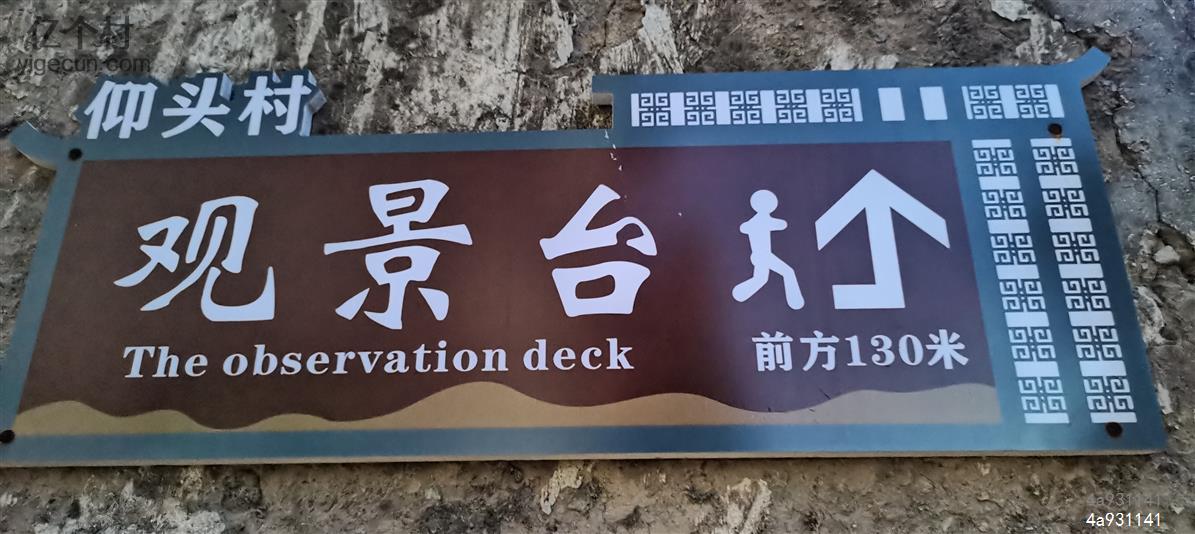 亿个村
yigecun.com
仰头村
观景台
The observation deck
前方130米
4a931141
4a931141